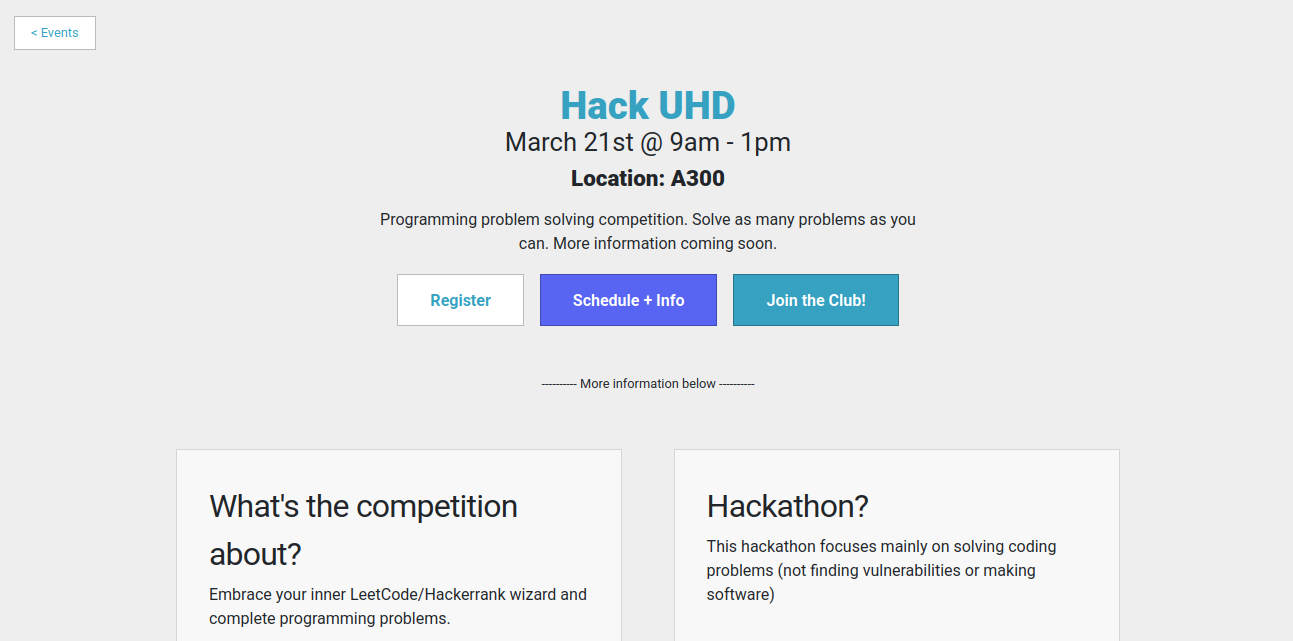 < Events
Hack UHD
March 21st @ 9am - 1pm
Location: A300
Programming problem solving competition. Solve as many problems as you
can. More information coming soon.
Register
Schedule + Info
Join the Club!
---------- More information below ----------
What's the competition
about?
Embrace your inner LeetCode/Hackerrank wizard and
complete programming problems.
Hackathon?
This hackathon focuses mainly on solving coding
problems (not finding vulnerabilities or making
software)